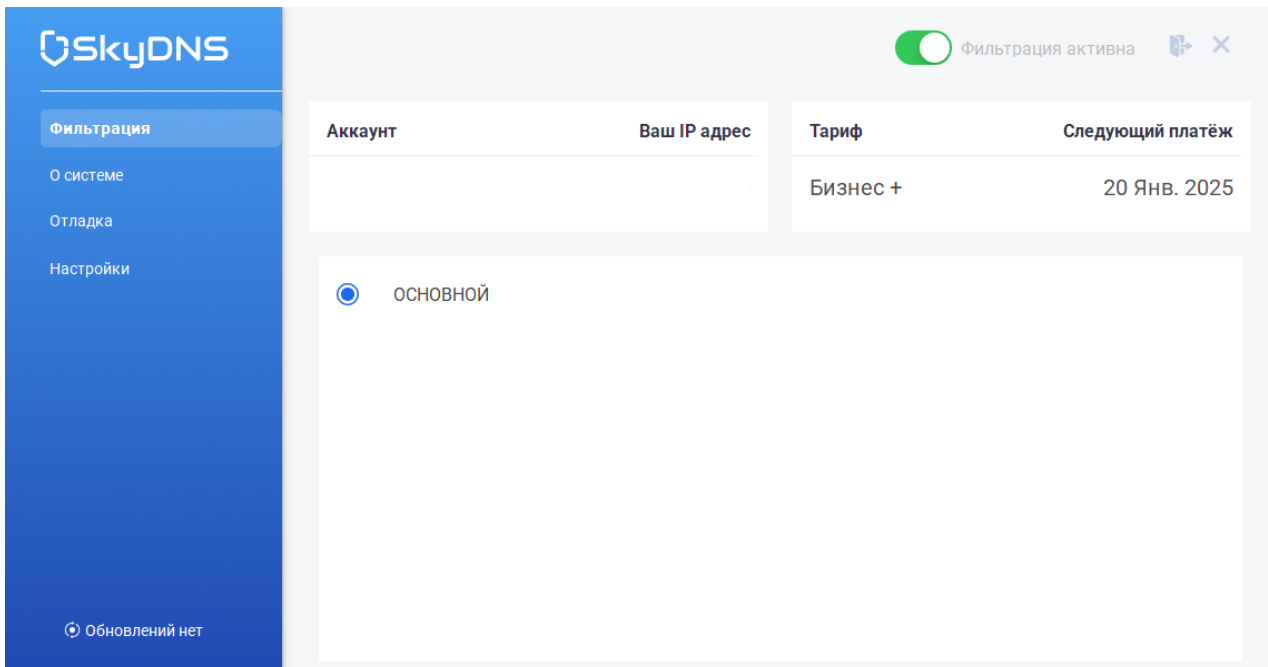 SkyDNS
Фильтрация активна
Фильтрация
О системе
Отладка
Настройки
Аккаунт Ваш IP адрес
Тариф Следующий платёж
Бизнес + 20 Янв. 2025
ОСНОВНОЙ
Обновлений нет